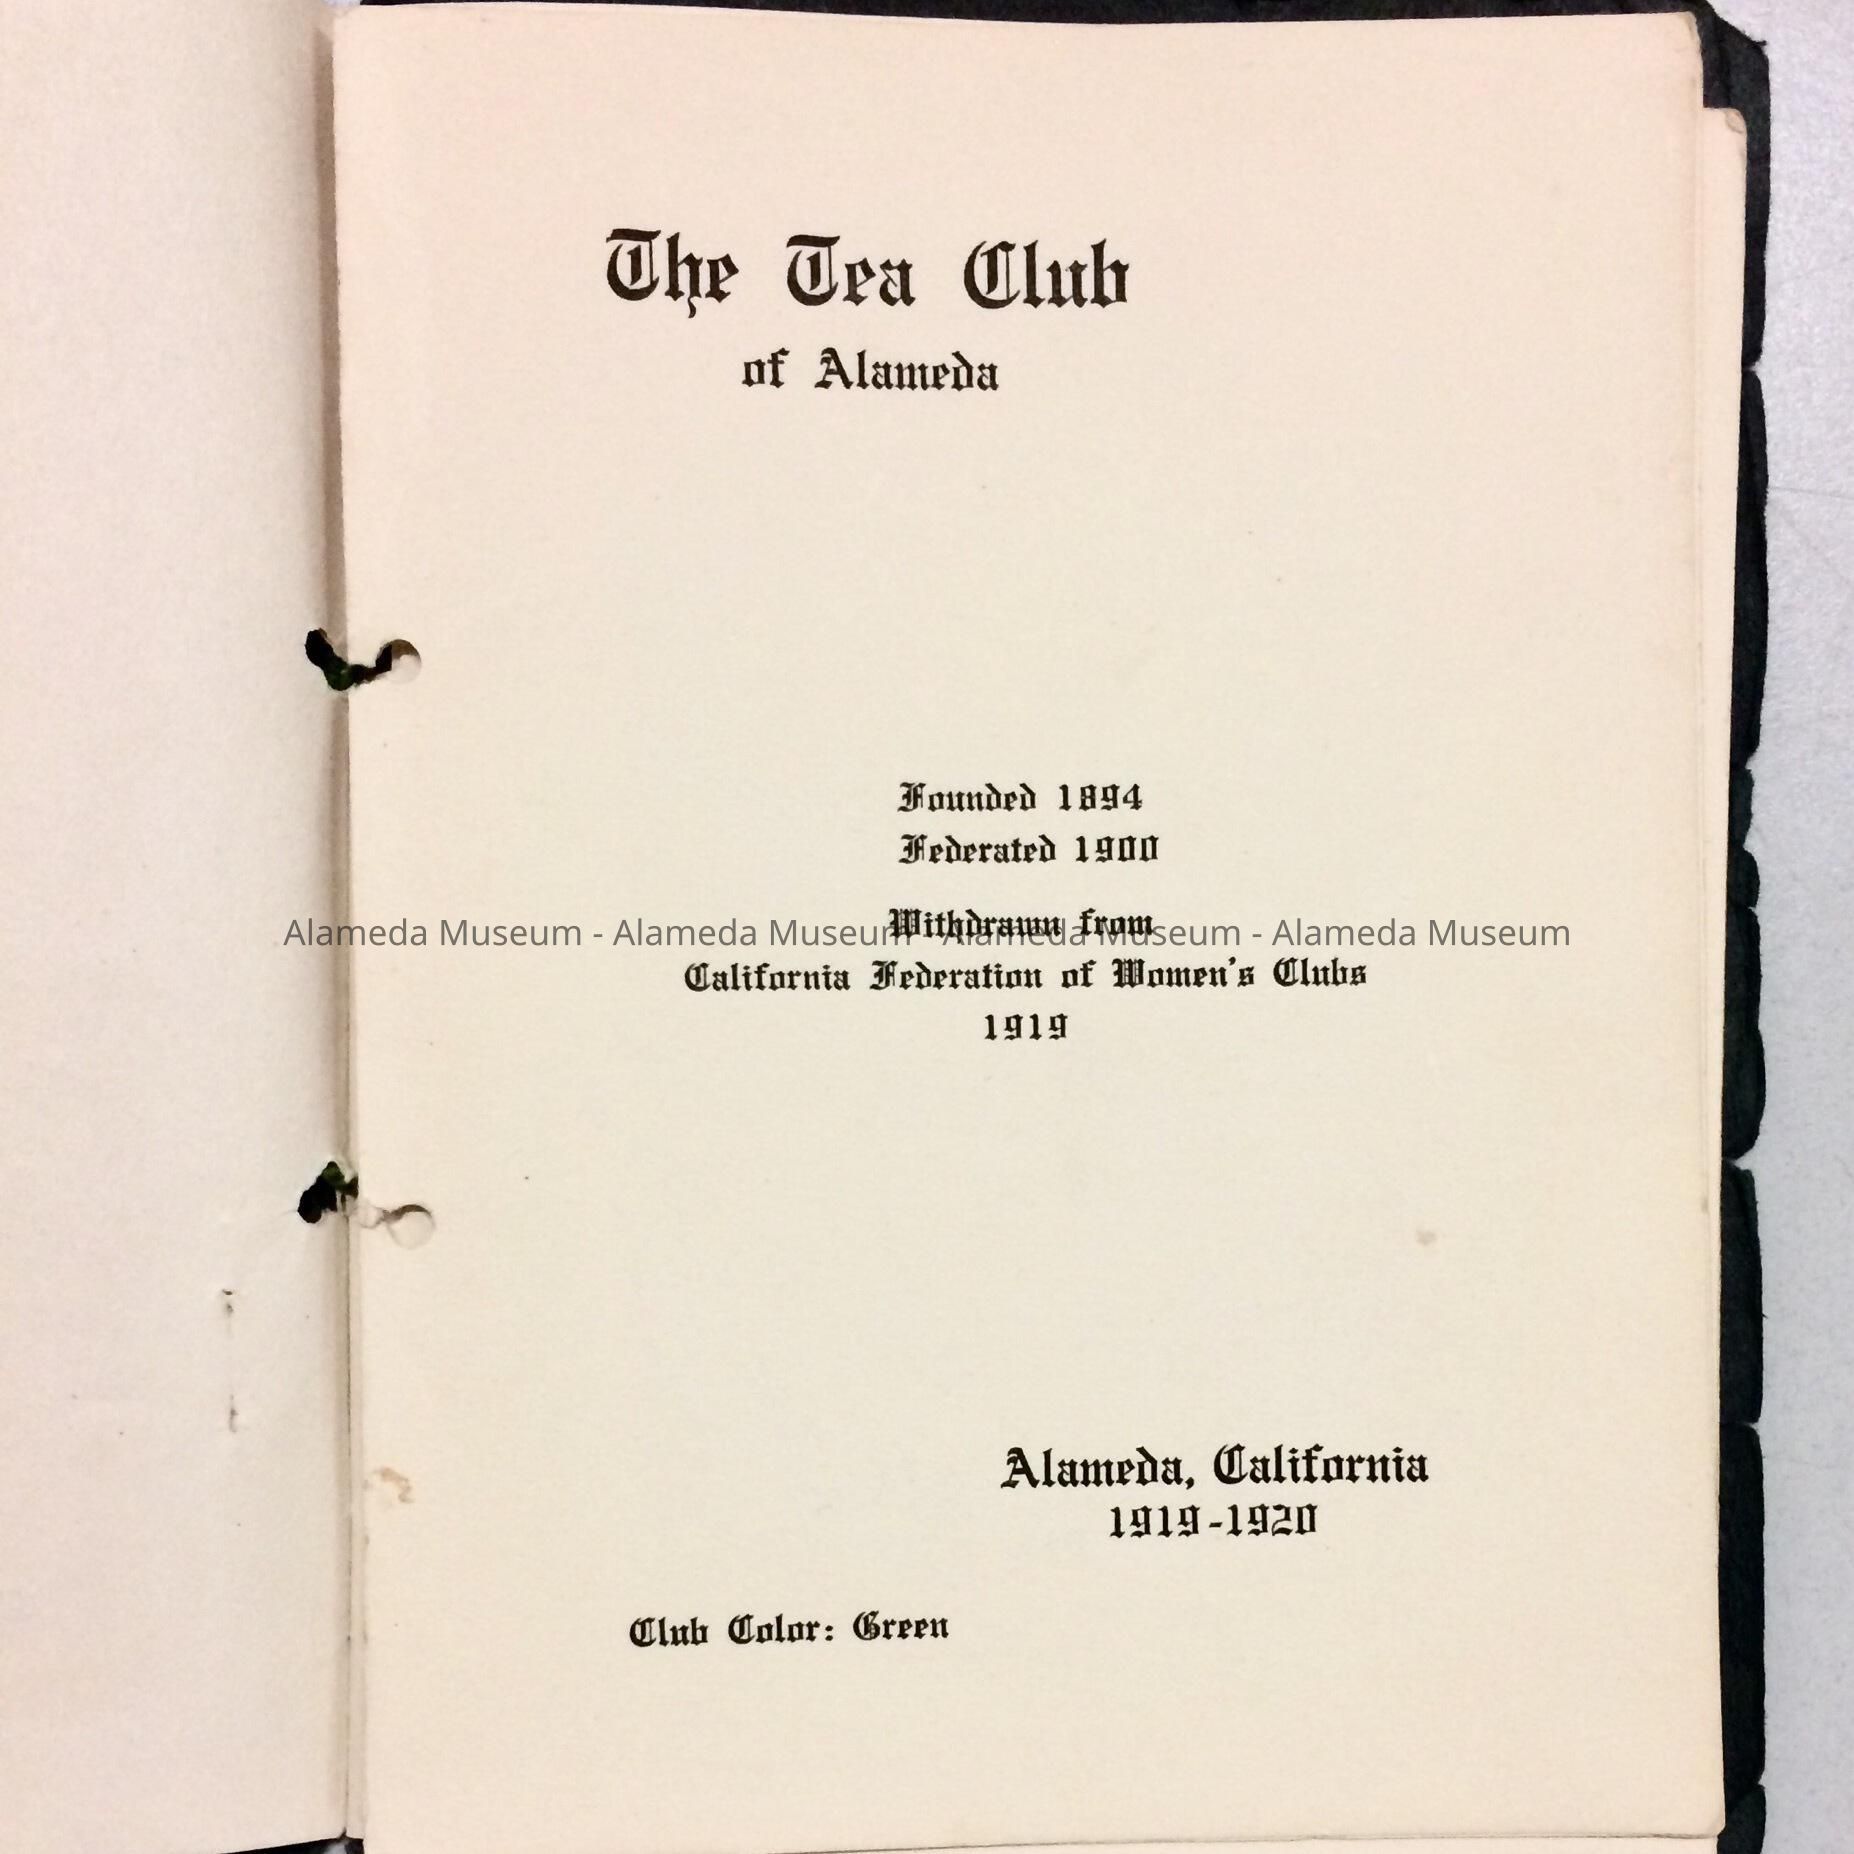 The Tea Club
of Alameda
Founded 1894
Federated 1900
Withdrawn from
Alameda Museum - Alameda Museum - Alameda Museum - Alameda Museum
California Federation of Women's Clubs
1919
Alameda, California
1919-1920
Club Color: Green